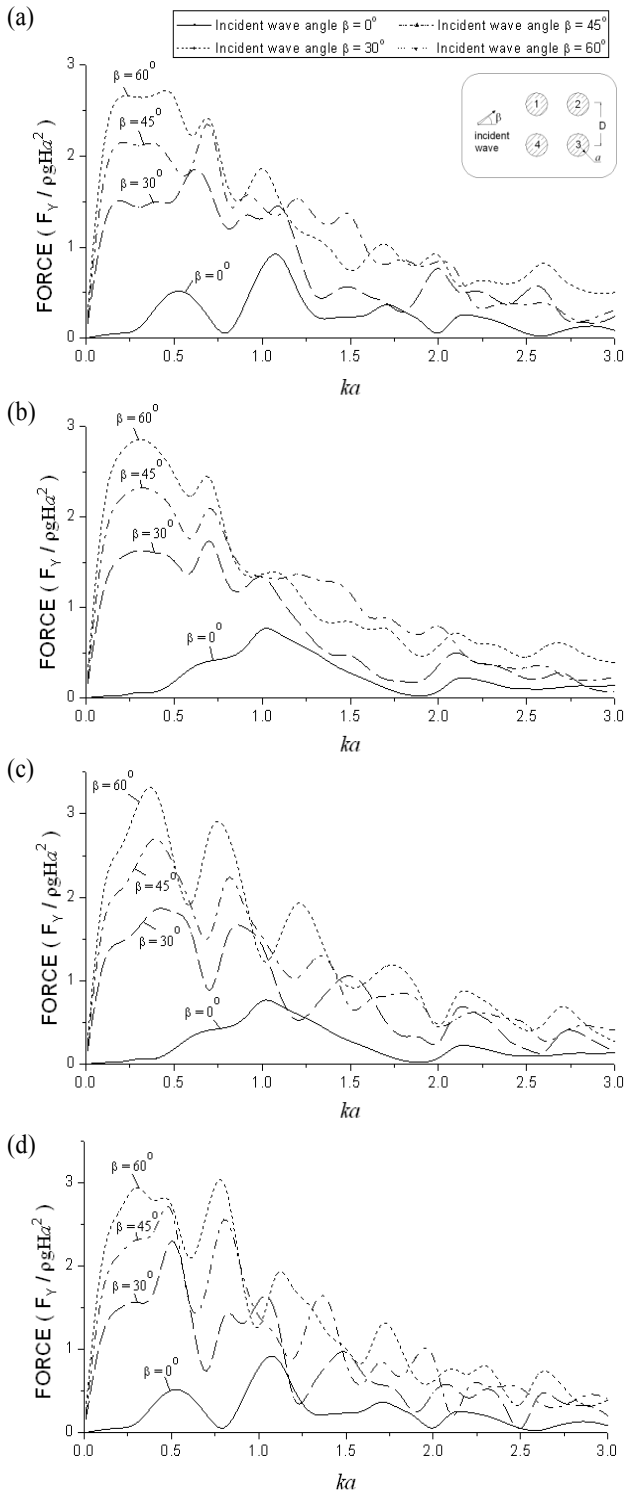 (a)
Incident wave angle β = 0° Incident wave angle β = 45°
Incident wave angle β = 30° Incident wave angle β = 60°
FORCE ( Fγ / ρgHa² )
3
2
1
0
β = 60°
β = 45°
β = 30°
β = 0°
β
incident
wave
1 2
4 3
D
a
0.0 0.5 1.0 1.5 2.0 2.5 3.0
ka
(b)
FORCE ( Fγ / ρgHa² )
3
2
1
0
β = 60°
β = 45°
β = 30°
β = 0°
0.0 0.5 1.0 1.5 2.0 2.5 3.0
ka
(c)
FORCE ( Fγ / ρgHa² )
3
2
1
0
β = 60°
β = 45°
β = 30°
β = 0°
0.0 0.5 1.0 1.5 2.0 2.5 3.0
ka
(d)
FORCE ( Fγ / ρgHa² )
3
2
1
0
β = 60°
β = 45°
β = 30°
β = 0°
0.0 0.5 1.0 1.5 2.0 2.5 3.0
ka